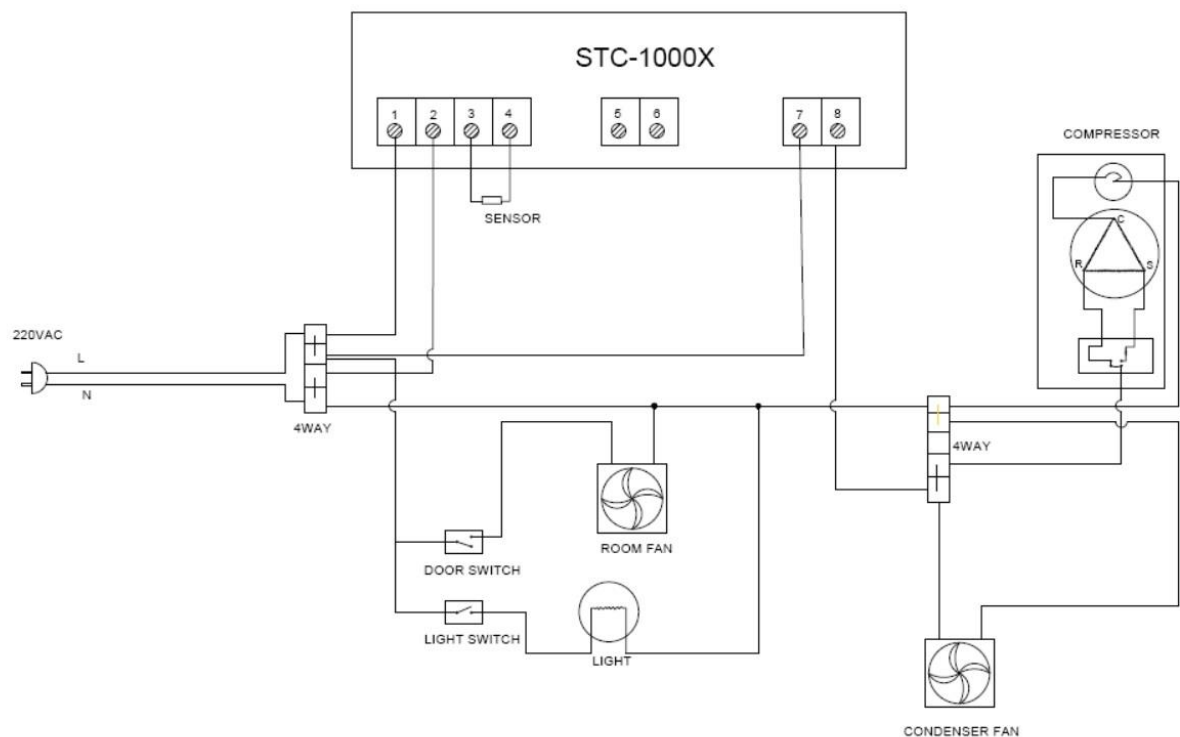 STC-1000X
1 2 3 4 5 6 7 8
COMPRESSOR
SENSOR
C
R S
220VAC
L
N
4WAY
4WAY
ROOM FAN
DOOR SWITCH
LIGHT SWITCH
LIGHT
CONDENSER FAN